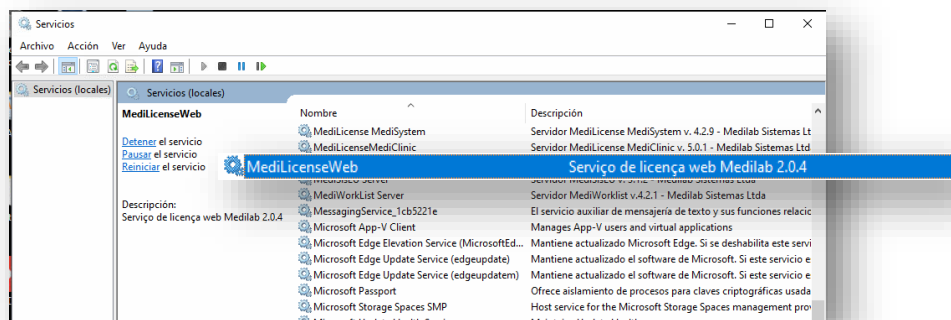 Servicios
Archivo Acción Ver Ayuda
Servicios (locales)
Servicios (locales)
MediLicenseWeb
Detener el servicio
Pausar el servicio
Reiniciar el servicio
Descripción:
Serviço de licença web Medilab 2.0.4
Nombre Descripción
MediLicense MediSystem Servidor MediLicense MediSystem v. 4.2.9 - Medilab Sistemas Lt
MediLicenseMediClinic Servidor MediLicense MediClinic v. 5.0.1 - Medilab Sistemas Ltd
MediLicenseWeb Serviço de licença web Medilab 2.0.4
MediWorkList Server Servidor MediWorklist v.4.2.1 - Medilab Sistemas Ltda
MessagingService_1cb5221e El servicio auxiliar de mensajería de texto y sus funciones relacic
Microsoft App-V Client Manages App-V users and virtual applications
Microsoft Edge Elevation Service (MicrosoftEd... Mantiene actualizado Microsoft Edge. Si se deshabilita este servi
Microsoft Edge Update Service (edgeupdate) Mantiene actualizado el software de Microsoft. Si este servicio e
Microsoft Edge Update Service (edgeupdatem) Mantiene actualizado el software de Microsoft. Si este servicio e
Microsoft Passport Ofrece aislamiento de procesos para claves criptográficas usada
Microsoft Storage Spaces SMP Host service for the Microsoft Storage Spaces management prov